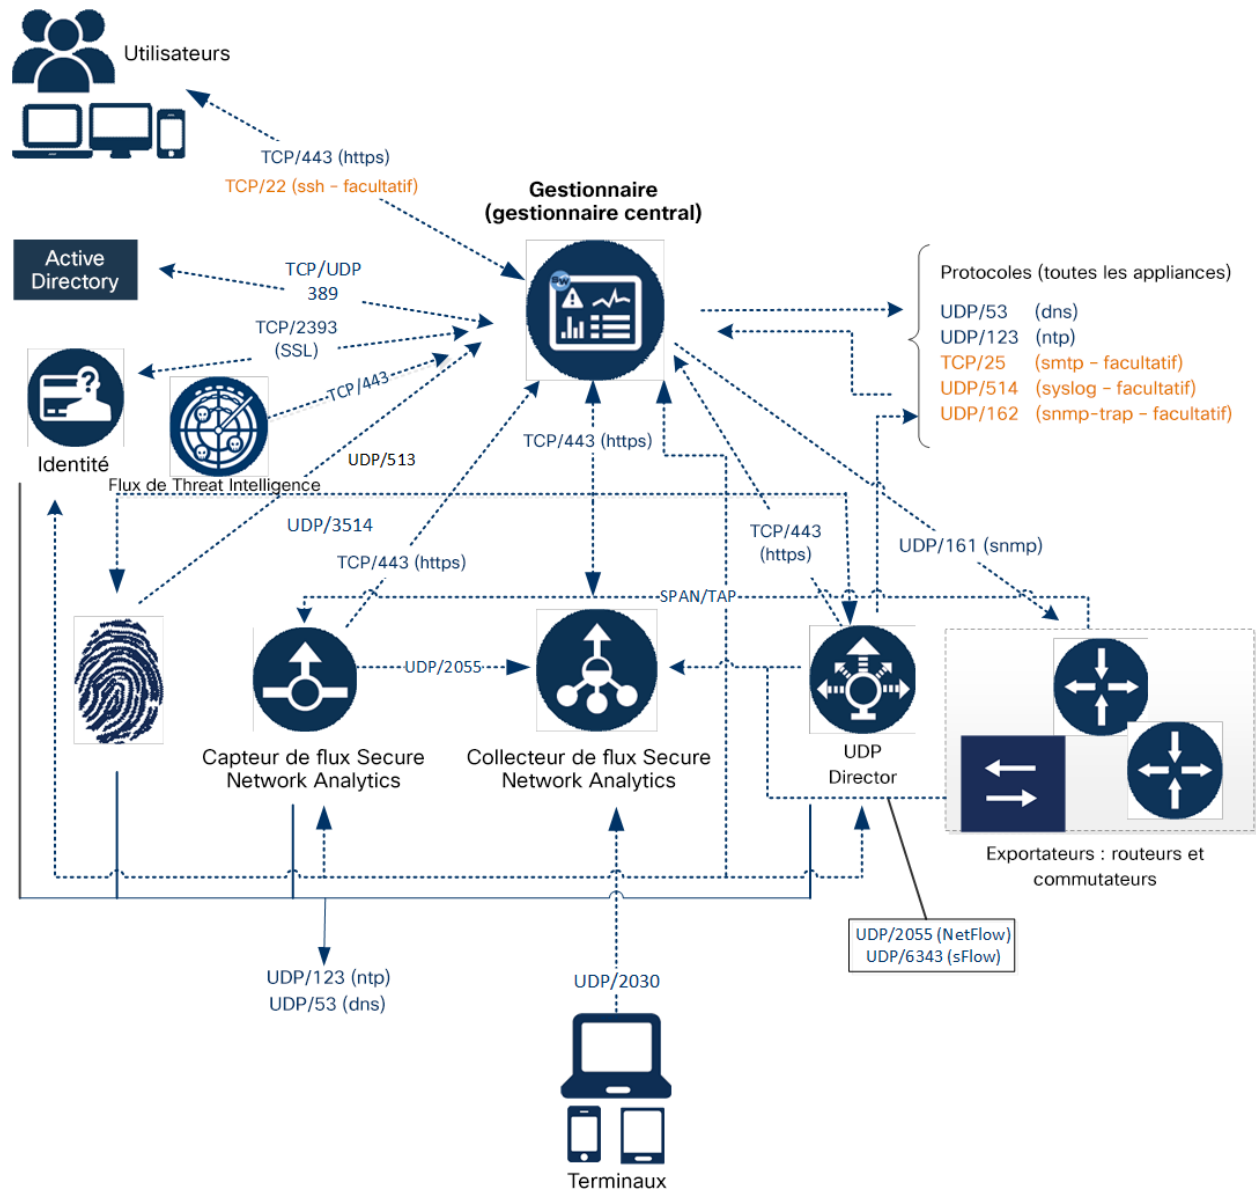 Utilisateurs
TCP/443 (https)
TCP/22 (ssh – facultatif)
Gestionnaire
(gestionnaire central)
Active
Directory
TCP/UDP
389
TCP/2393
(SSL)
TCP/443
Identité
Flux de Threat Intelligence
UDP/513
UDP/3514
TCP/443 (https)
TCP/443 (https)
Protocoles (toutes les appliances)
UDP/53 (dns)
UDP/123 (ntp)
TCP/25 (smtp – facultatif)
UDP/514 (syslog – facultatif)
UDP/162 (snmp-trap – facultatif)
TCP/443
(https)
UDP/161 (snmp)
SPAN/TAP
UDP/2055
Capteur de flux Secure
Network Analytics
Collecteur de flux Secure
Network Analytics
UDP
Director
Exportateurs : routeurs et
commutateurs
UDP/2055 (NetFlow)
UDP/6343 (sFlow)
UDP/123 (ntp)
UDP/53 (dns)
UDP/2030
Terminaux